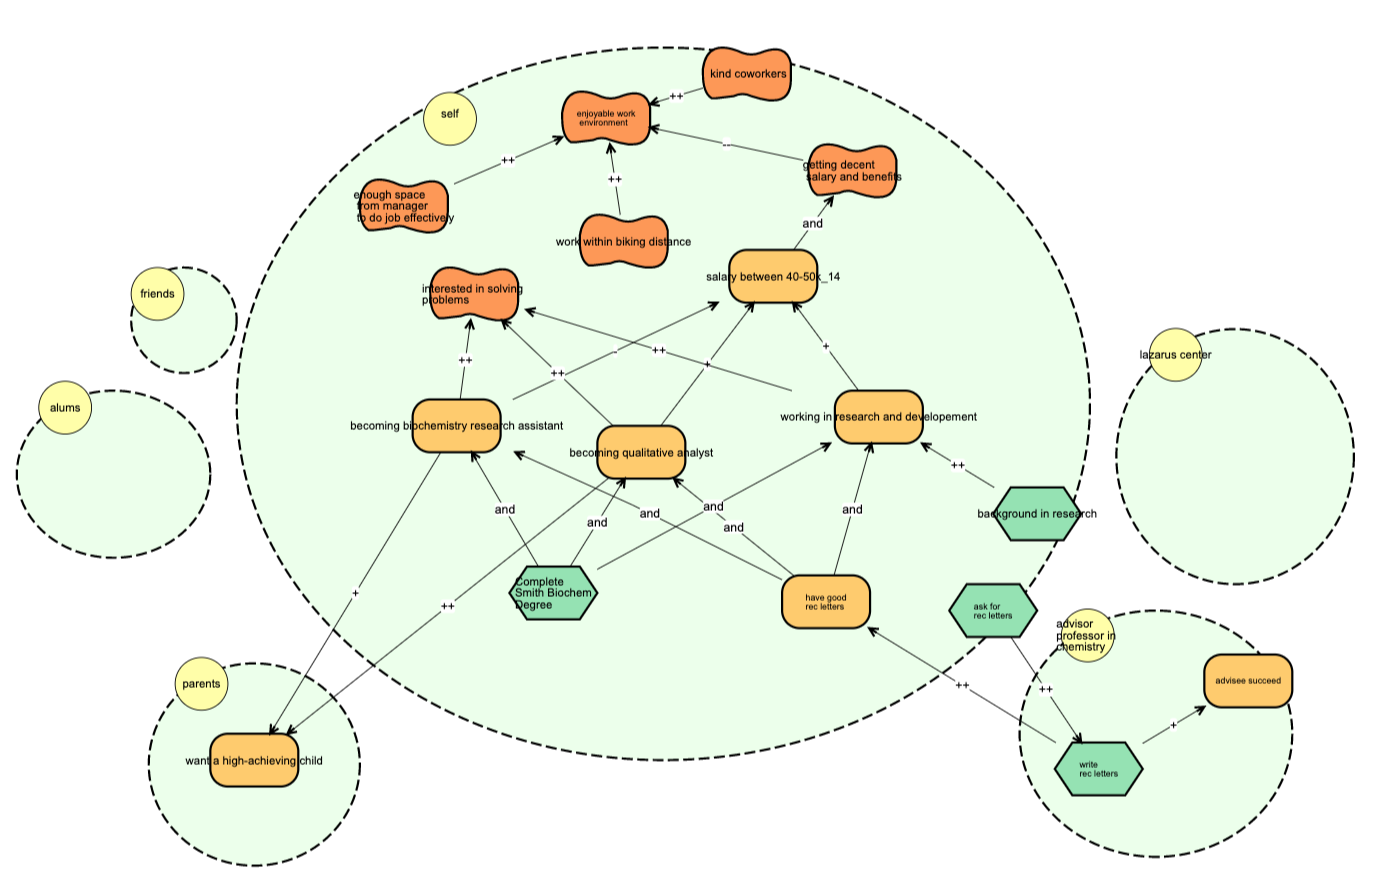 kind coworkers
++
self
enjoyable work
environment
--
++
++
getting decent
salary and benefits
enough space
from manager
to do job effectively
and
work within biking distance
salary between 40-50k_14
friends
interested in solving
problems
+
-
++
lazarus center
++
+
++
alums
working in research and developement
becoming biochemistry research assistant
becoming qualitative analyst
++
and
and
and
and
and
and
background in research
Complete
Smith Biochem
Degree
+
++
have good
rec letters
ask for
rec letters
advisor
professor in
chemistry
parents
++
++
advisee succeed
+
want a high-achieving child
write
rec letters